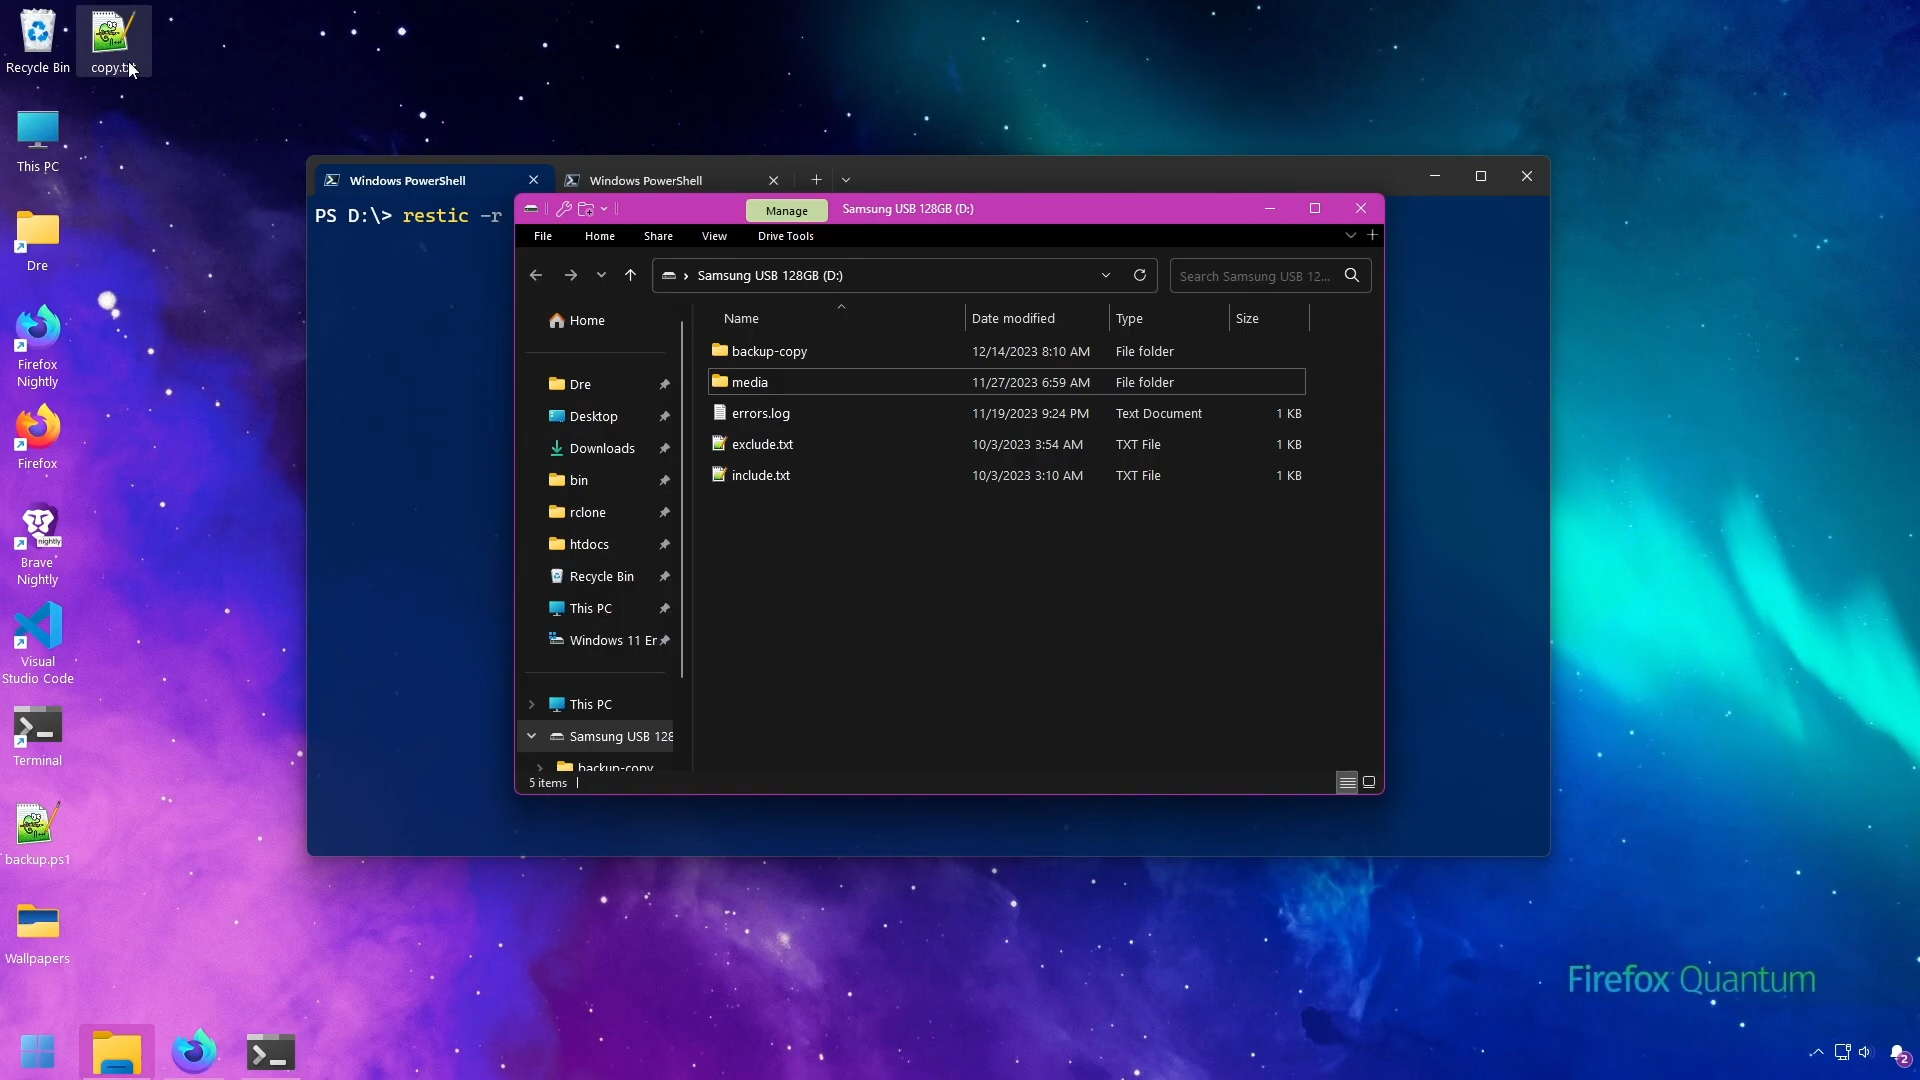 Recycle Bin
copy.txt
This PC
Dre
Firefox
Nightly
Firefox
nightly
Brave
Nightly
Visual
Studio Code
Terminal
backup.ps1
Wallpapers
Windows PowerShell
Windows PowerShell
PS D:\> restic -r
Manage
Samsung USB 128GB (D:)
File
Home
Share
View
Drive Tools
Samsung USB 128GB (D:)
Search Samsung USB 12...
Home
Dre
Desktop
Downloads
bin
rclone
htdocs
Recycle Bin
This PC
Windows 11 Er
This PC
Samsung USB 128
backup-copy
Name Date modified Type Size
backup-copy 12/14/2023 8:10 AM File folder
media 11/27/2023 6:59 AM File folder
errors.log 11/19/2023 9:24 PM Text Document 1 KB
exclude.txt 10/3/2023 3:54 AM TXT File 1 KB
include.txt 10/3/2023 3:10 AM TXT File 1 KB
5 items
Firefox Quantum
2